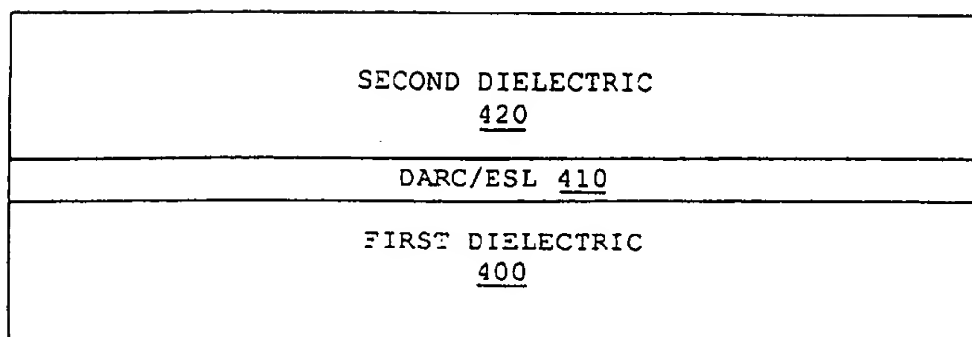 SECOND DIELECTRIC
420
DARC/ESL 410
FIRST DIELECTRIC
400